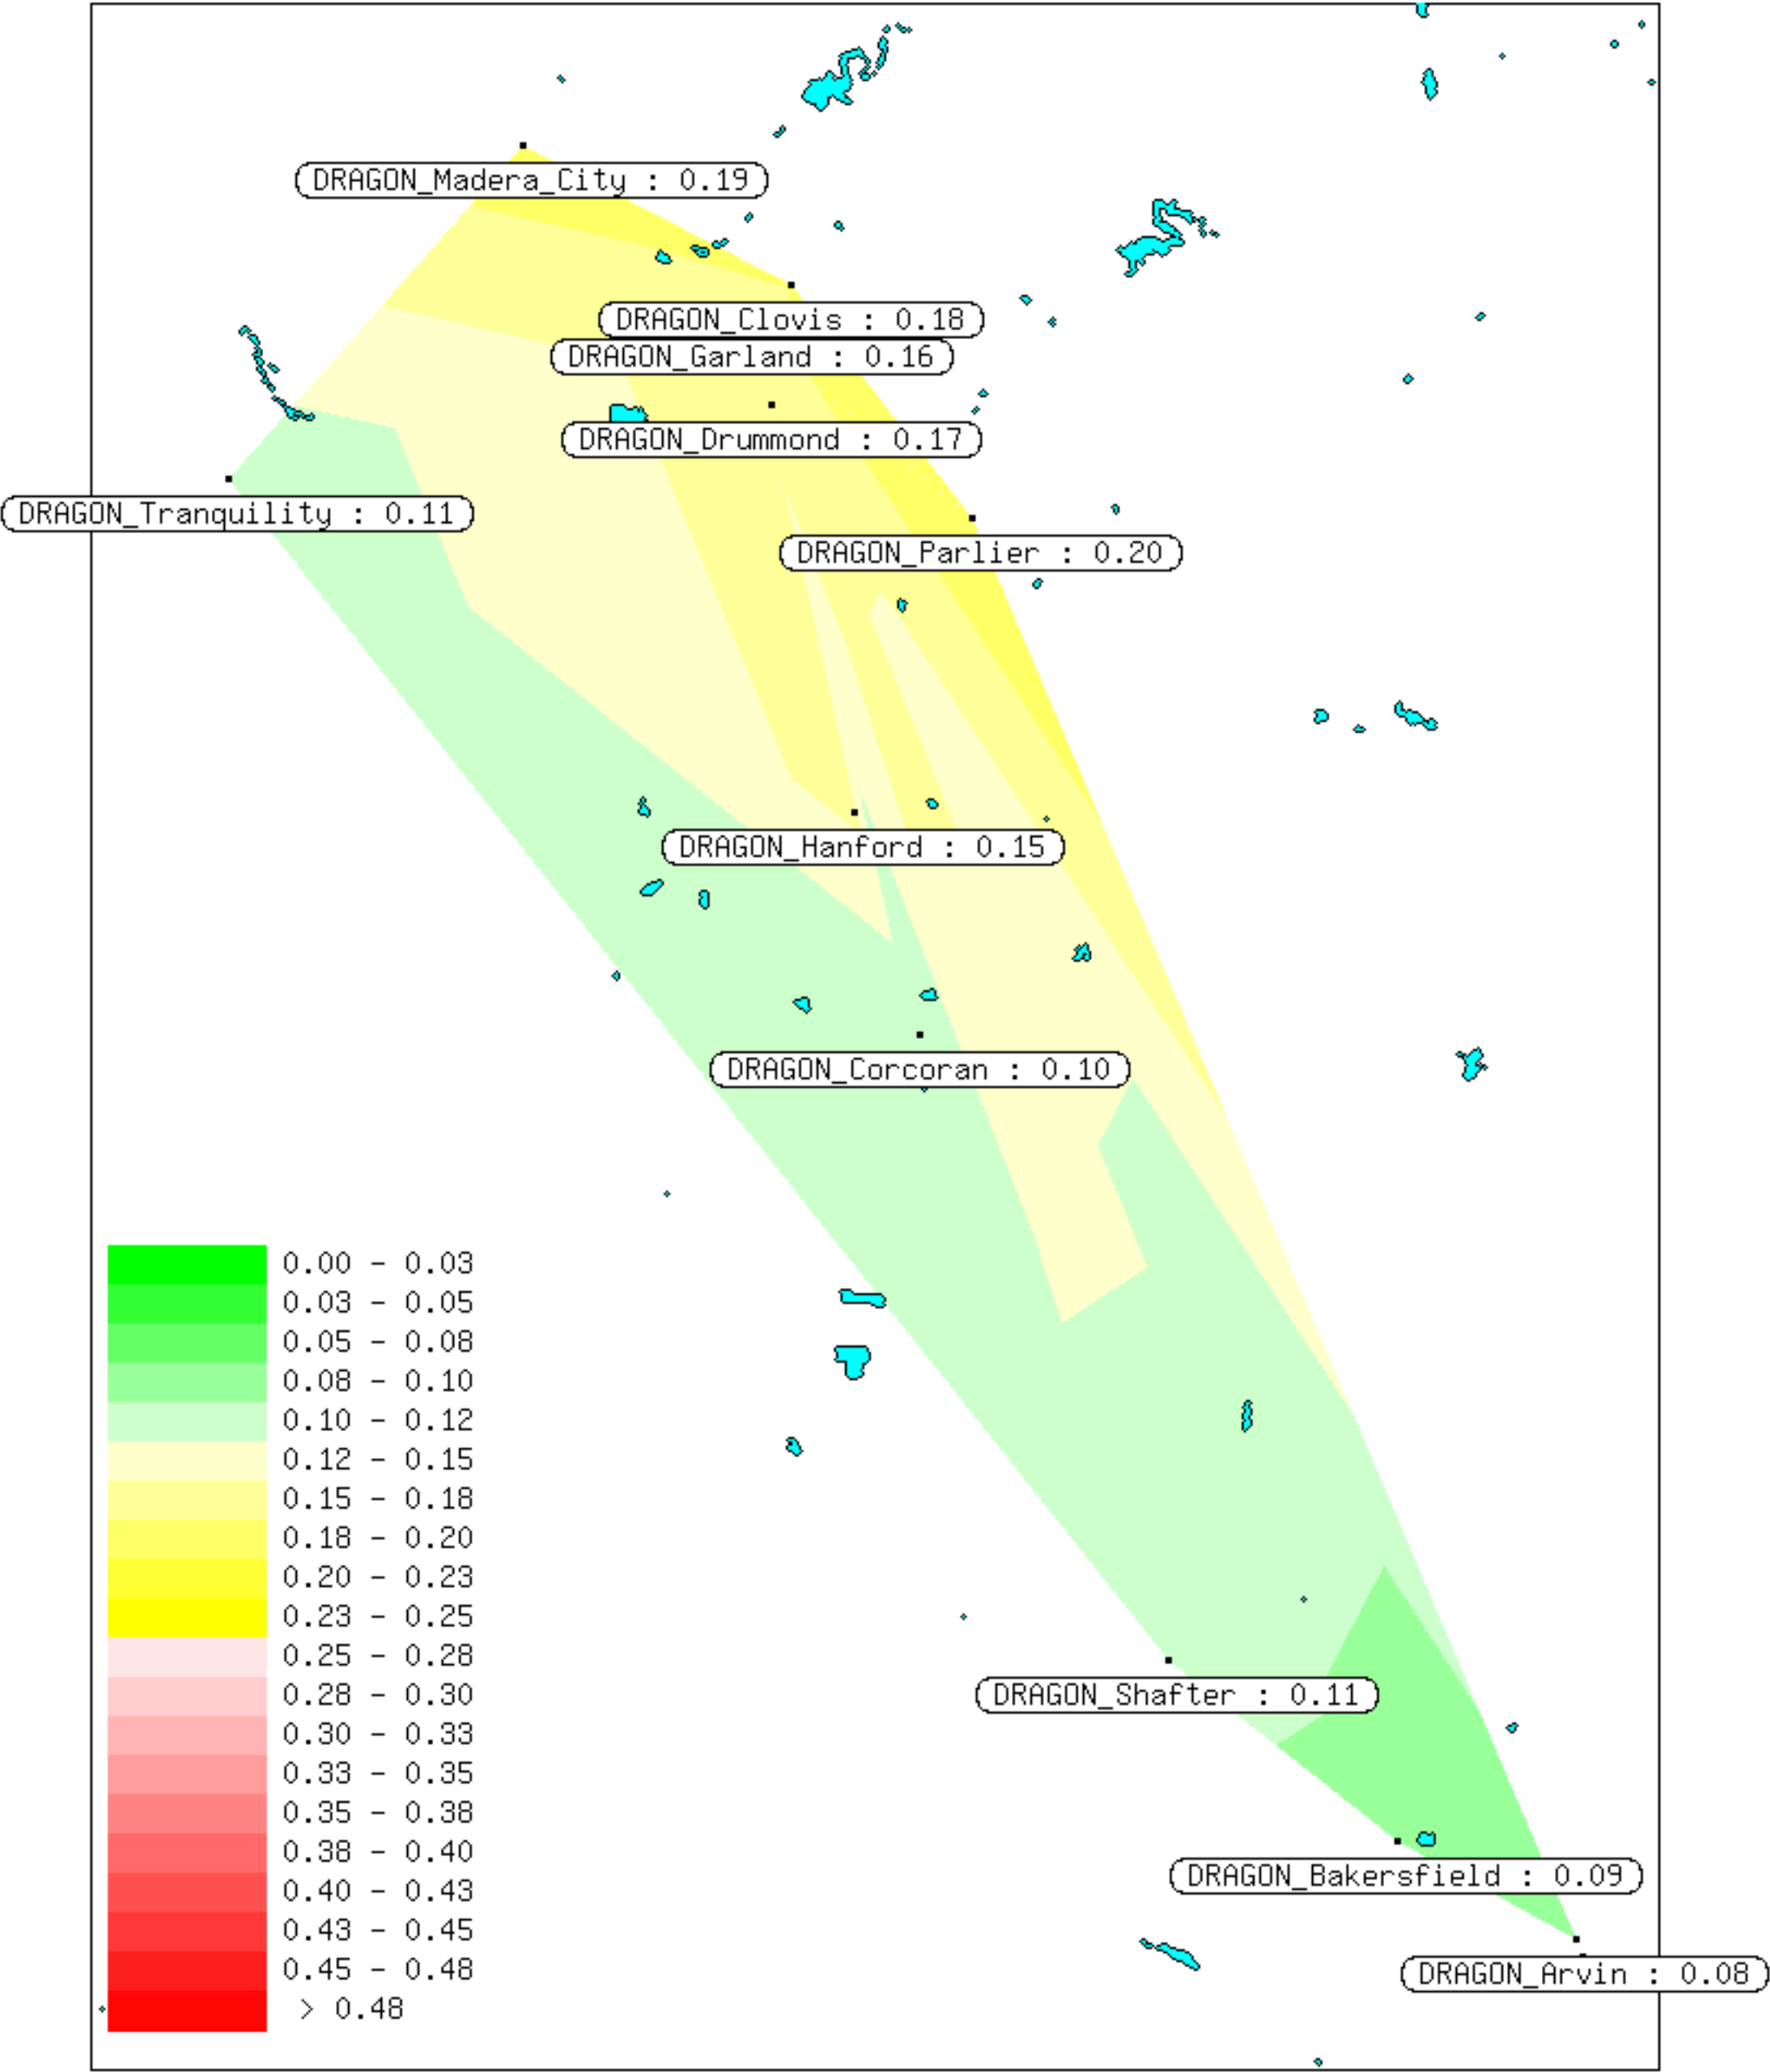 DRAGON_Madera_City : 0.19
DRAGON_Clovis : 0.18
DRAGON_Garland : 0.16
DRAGON_Drummond : 0.17
DRAGON_Tranquility : 0.11
DRAGON_Parlier : 0.20
DRAGON_Hanford : 0.15
DRAGON_Corcoran : 0.10
0.00 - 0.03
0.03 - 0.05
0.05 - 0.08
0.08 - 0.10
0.10 - 0.12
0.12 - 0.15
0.15 - 0.18
0.18 - 0.20
0.20 - 0.23
0.23 - 0.25
0.25 - 0.28
0.28 - 0.30
0.30 - 0.33
0.33 - 0.35
0.35 - 0.38
0.38 - 0.40
0.40 - 0.43
0.43 - 0.45
0.45 - 0.48
> 0.48
DRAGON_Shafter : 0.11
DRAGON_Bakersfield : 0.09
DRAGON_Arvin : 0.08